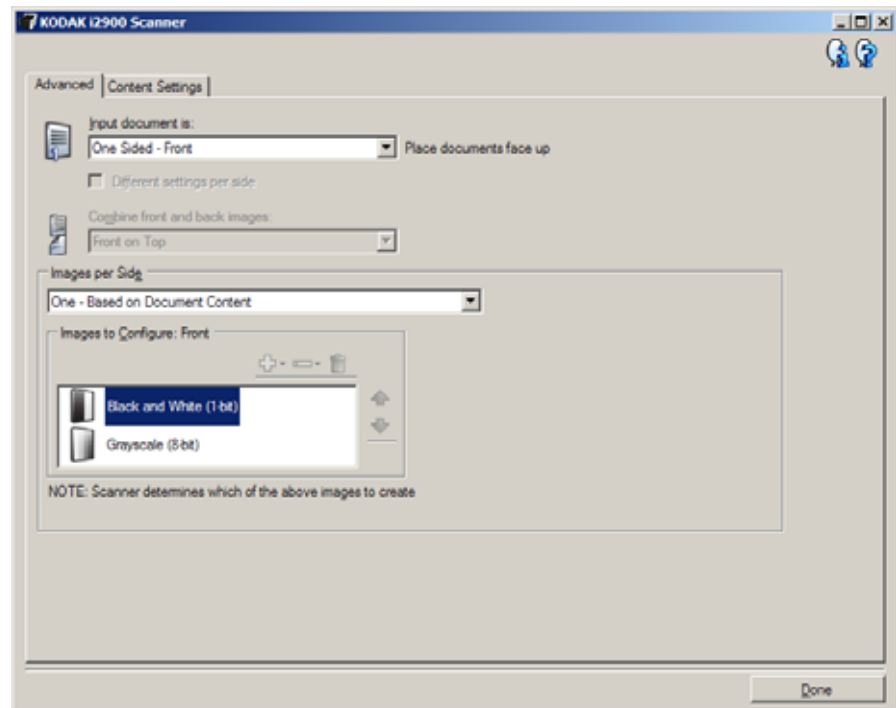 KODAK i2900 Scanner
Advanced
Content Settings
Input document is:
One Sided - Front
Place documents face up
Different settings per side
Combine front and back images:
Front on Top
Images per Side
One - Based on Document Content
Images to Configure: Front
Black and White (1-bit)
Grayscale (8-bit)
NOTE: Scanner determines which of the above images to create
Done